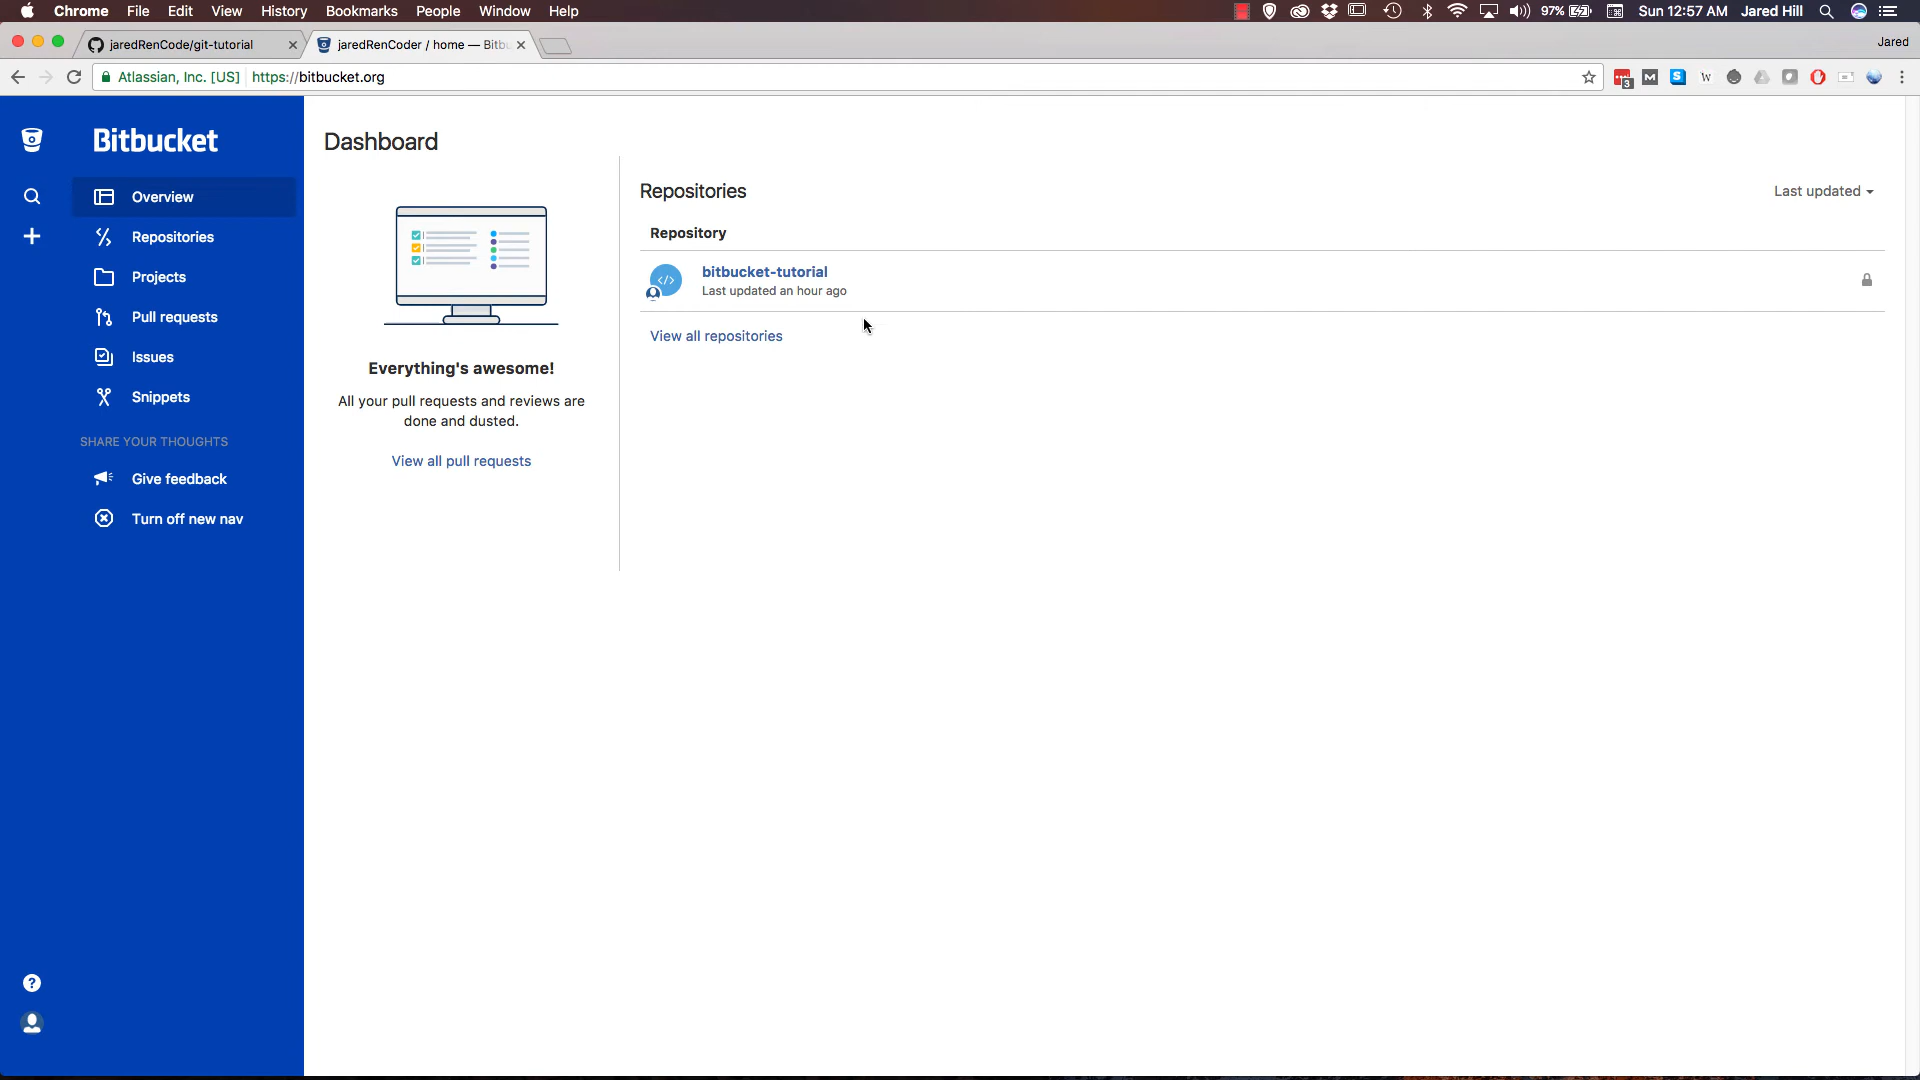 Chrome File Edit View History Bookmarks People Window Help 97% Sun 12:57 AM Jared Hill
jaredRenCode/git-tutorial jaredRenCoder / home — Bitb Jared
Atlassian, Inc. [US] https://bitbucket.org 3 M S W
Bitbucket
Overview
Repositories
Projects
Pull requests
Issues
Snippets
SHARE YOUR THOUGHTS
Give feedback
Turn off new nav
Dashboard
Everything's awesome!
All your pull requests and reviews are
done and dusted.
View all pull requests
Repositories
Last updated
Repository
bitbucket-tutorial
Last updated an hour ago
View all repositories